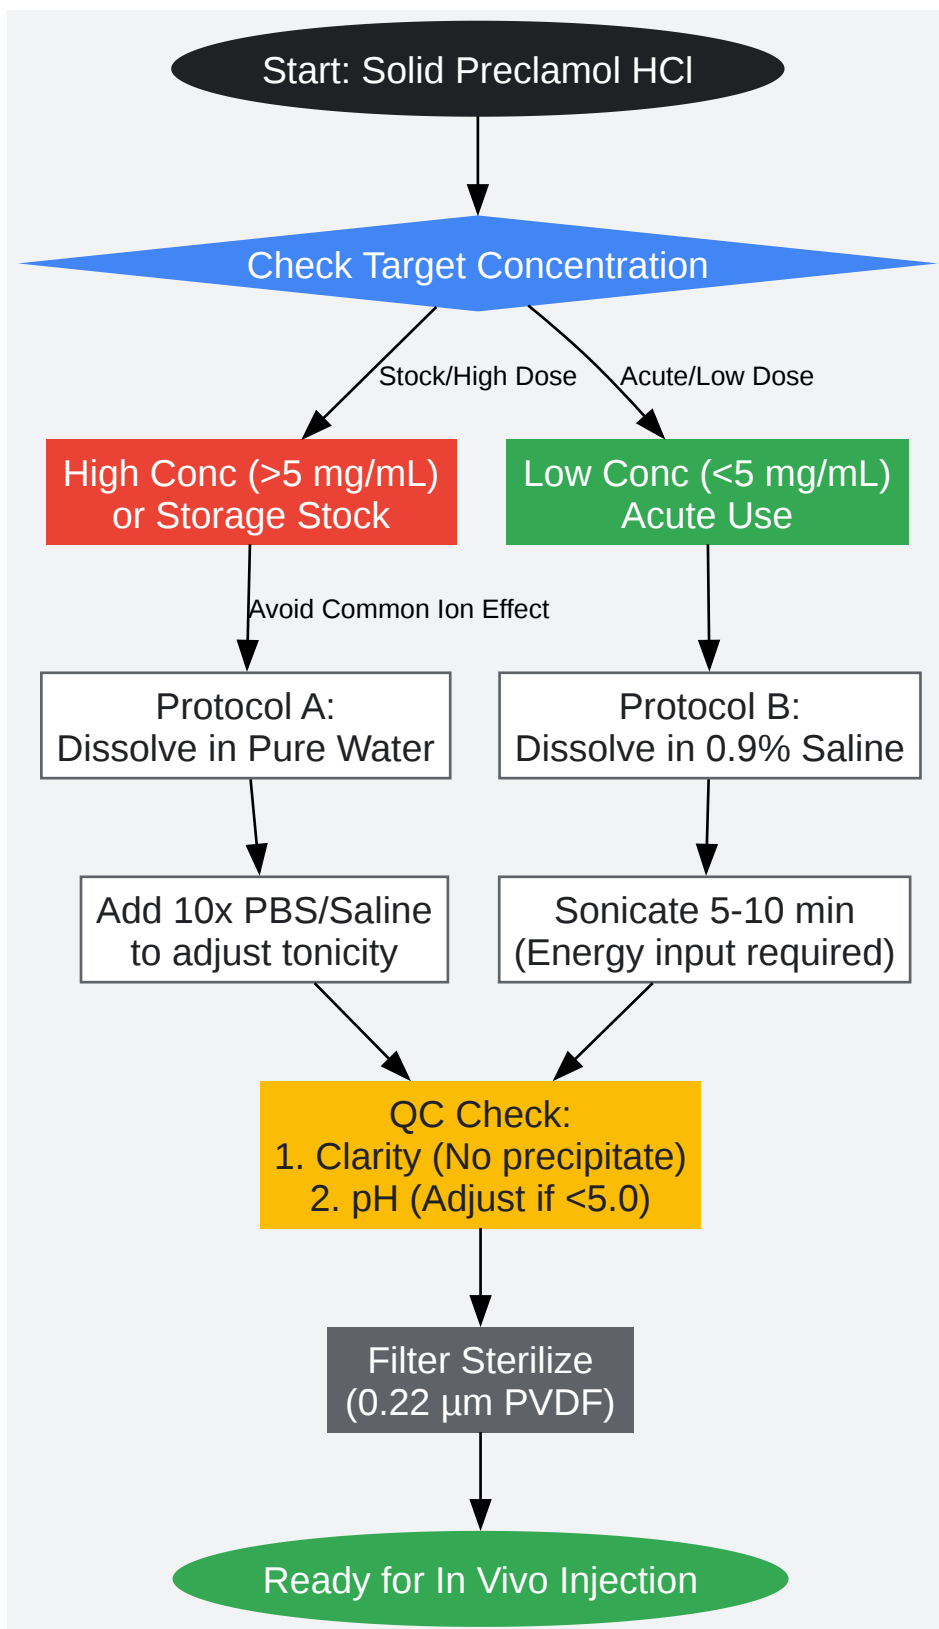 Start: Solid Preclamol HCl
Check Target Concentration
Stock/High Dose
Acute/Low Dose
High Conc (>5 mg/mL)
or Storage Stock
Low Conc (<5 mg/mL)
Acute Use
Avoid Common Ion Effect
Protocol A:
Dissolve in Pure Water
Protocol B:
Dissolve in 0.9% Saline
Add 10x PBS/Saline
to adjust tonicity
Sonicate 5-10 min
(Energy input required)
QC Check:
1. Clarity (No precipitate)
2. pH (Adjust if <5.0)
Filter Sterilize
(0.22 µm PVDF)
Ready for In Vivo Injection